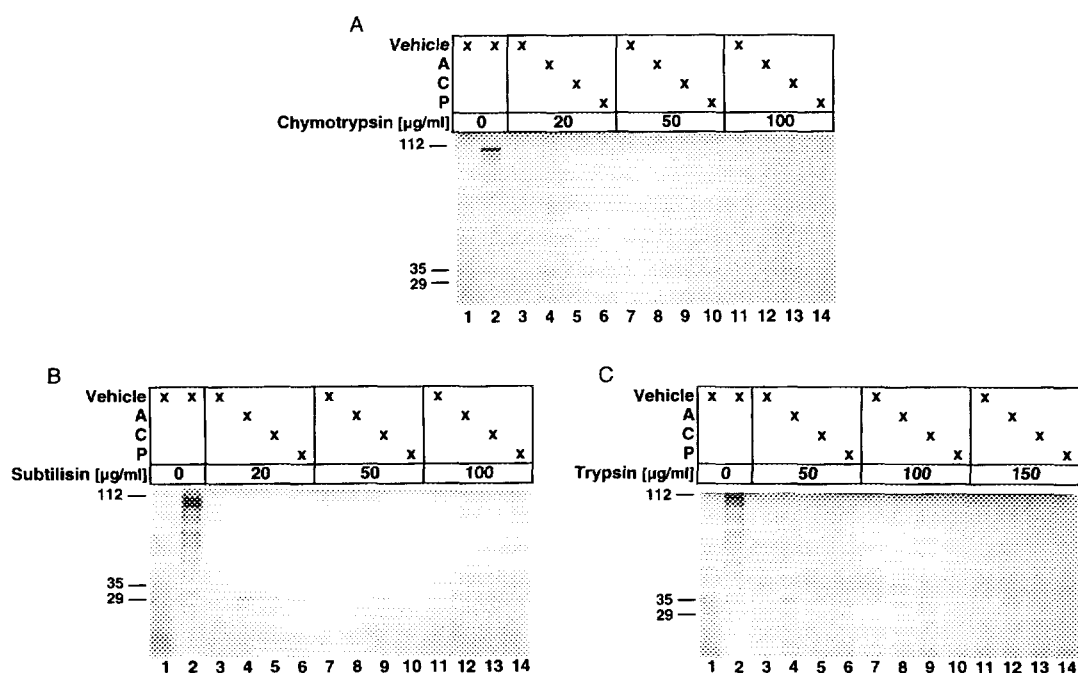 A
Vehicle x x x x x
A x x x
C x x x
P x x x
Chymotrypsin [µg/ml] 0 20 50 100
112
35
29
1 2 3 4 5 6 7 8 9 10 11 12 13 14
B
Vehicle x x x x x
A x x x
C x x x
P x x x
Subtilisin [µg/ml] 0 20 50 100
112
35
29
1 2 3 4 5 6 7 8 9 10 11 12 13 14
C
Vehicle x x x x x
A x x x
C x x x
P x x x
Trypsin [µg/ml] 0 50 100 150
112
35
29
1 2 3 4 5 6 7 8 9 10 11 12 13 14